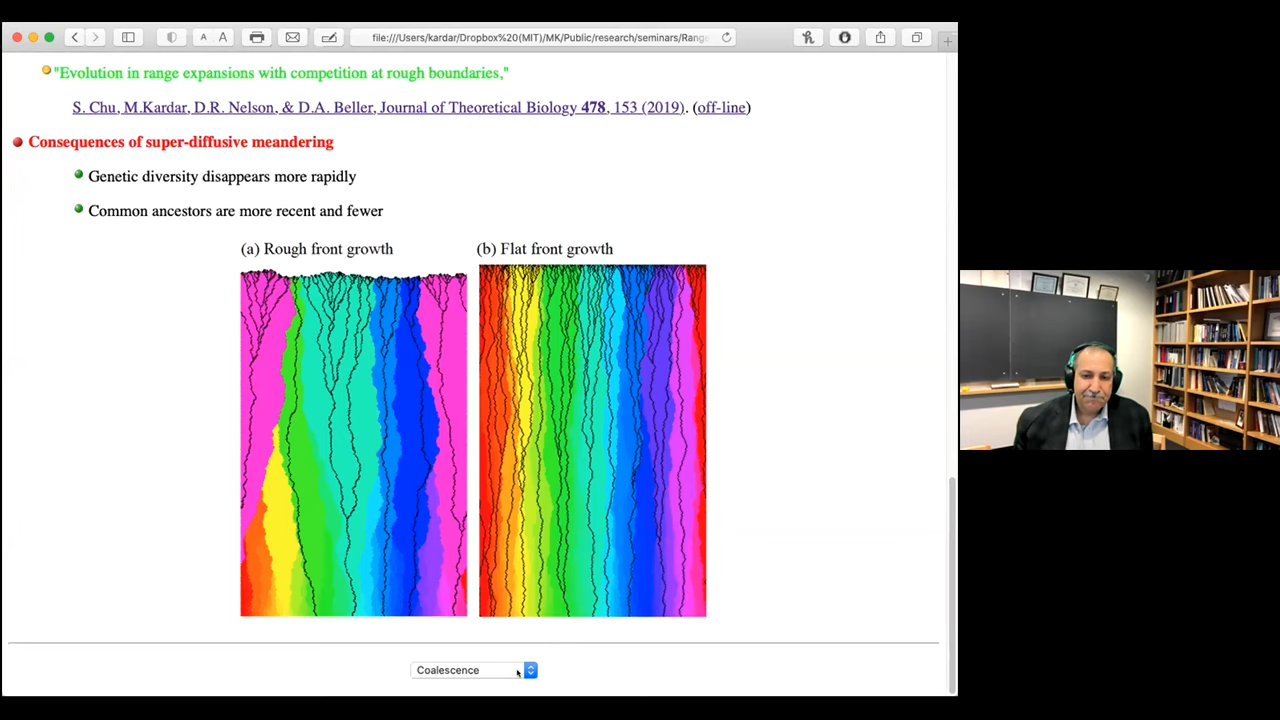 A A
file:///Users/kardar/Dropbox%20(MIT)/MK/Public/research/seminars/Range
"Evolution in range expansions with competition at rough boundaries,"
S. Chu, M.Kardar, D.R. Nelson, & D.A. Beller, Journal of Theoretical Biology 478, 153 (2019). (off-line)
Consequences of super-diffusive meandering
Genetic diversity disappears more rapidly
Common ancestors are more recent and fewer
(a) Rough front growth (b) Flat front growth
Coalescence